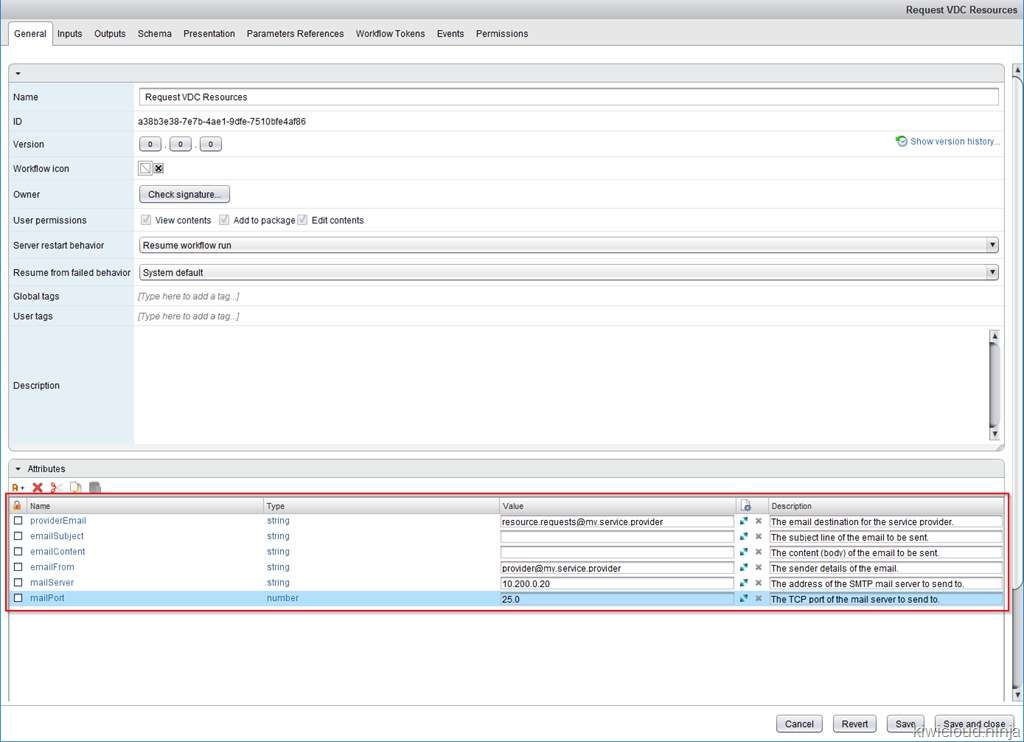 Request VDC Resources
General Inputs Outputs Schema Presentation Parameters References Workflow Tokens Events Permissions
Name Request VDC Resources
ID a38b3e38-7e7b-4ae1-9dfe-7510bfe4af86
Version 0 . 0 . 0 Show version history...
Workflow icon
Owner Check signature...
User permissions View contents Add to package Edit contents
Server restart behavior Resume workflow run
Resume from failed behavior System default
Global tags [Type here to add a tag...]
User tags [Type here to add a tag...]
Description
Attributes
Name Type Value Description
providerEmail string resource.requests@my.service.provider The email destination for the service provider.
emailSubject string The subject line of the email to be sent.
emailContent string The content (body) of the email to be sent.
emailFrom string provider@my.service.provider The sender details of the email.
mailServer string 10.200.0.20 The address of the SMTP mail server to send to.
mailPort number 25.0 The TCP port of the mail server to send to.
Cancel Revert Save Save and close
kiwicloud.ninja